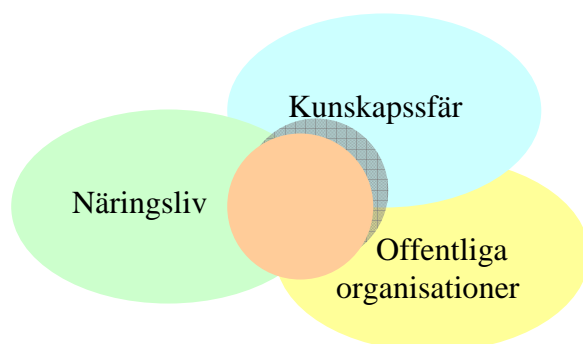 Kunskapssfär
Näringsliv
Offentliga
organisationer